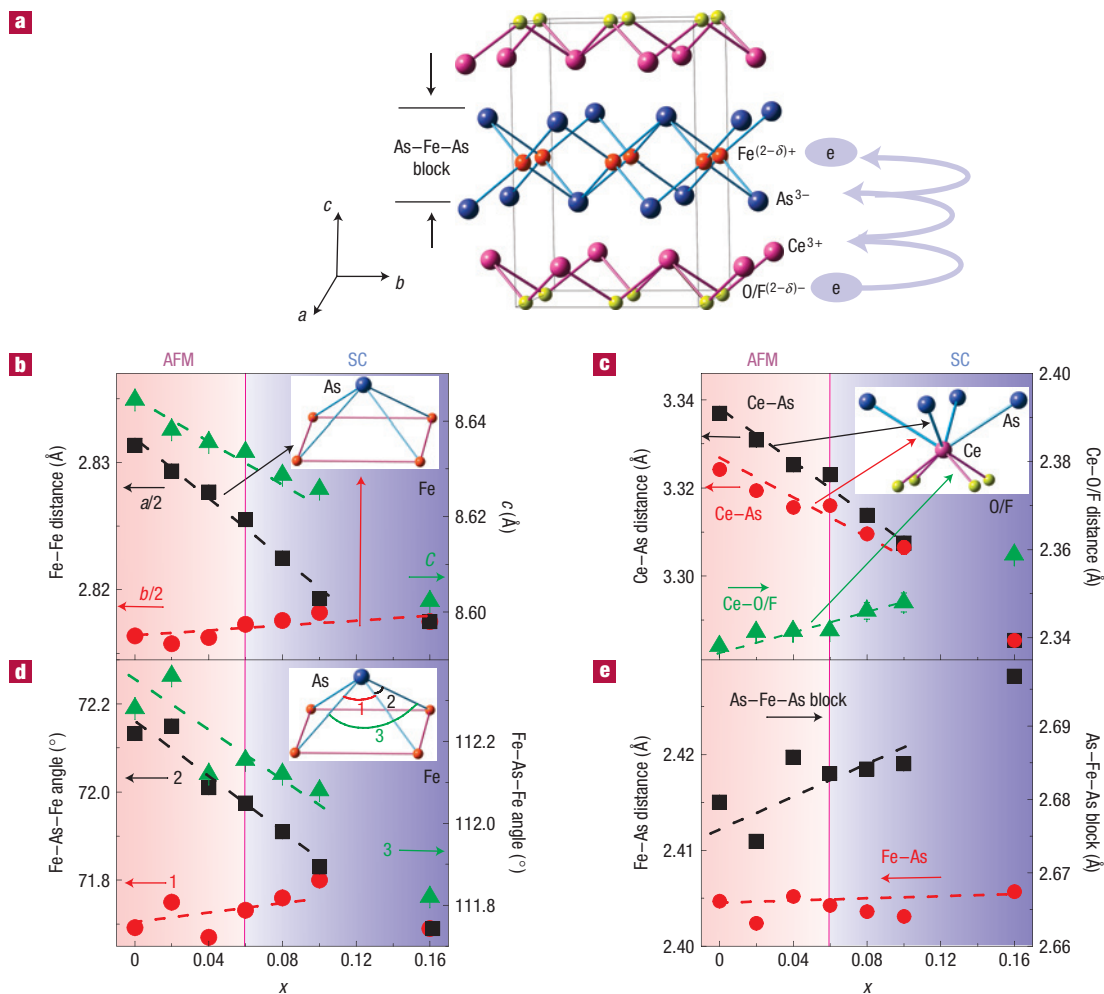 a
As–Fe–As
block
Fe(2−δ)+
e
As3−
Ce3+
O/F(2−δ)−
e
c
b
a
b
AFM
SC
As
Fe
a/2
b/2
c
Fe–Fe distance (Å)
2.83
2.82
c (Å)
8.64
8.62
8.60
c
AFM
SC
Ce–As
Ce–As
Ce–O/F
As
Ce
O/F
Ce–As distance (Å)
3.34
3.32
3.30
Ce–O/F distance (Å)
2.40
2.38
2.36
2.34
d
As
1
2
3
Fe
2
1
3
Fe–As–Fe angle (°)
72.2
72.0
71.8
Fe–As–Fe angle (°)
112.2
112.0
111.8
0
0.04
0.08
0.12
0.16
x
e
As–Fe–As block
Fe–As
Fe–As distance (Å)
2.42
2.41
2.40
As–Fe–As block (Å)
2.69
2.68
2.67
2.66
0
0.04
0.08
0.12
0.16
x